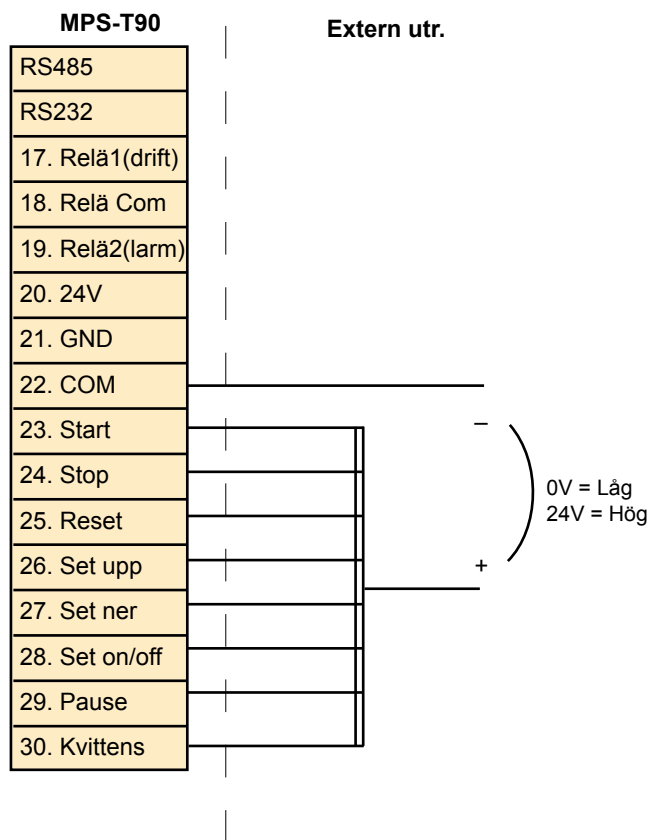 MPS-T90
Extern utr.
RS485
RS232
17. Relä1(drift)
18. Relä Com
19. Relä2(larm)
20. 24V
21. GND
22. COM
23. Start
24. Stop
25. Reset
26. Set upp
27. Set ner
28. Set on/off
29. Pause
30. Kvittens
–
0V = Låg
24V = Hög
+